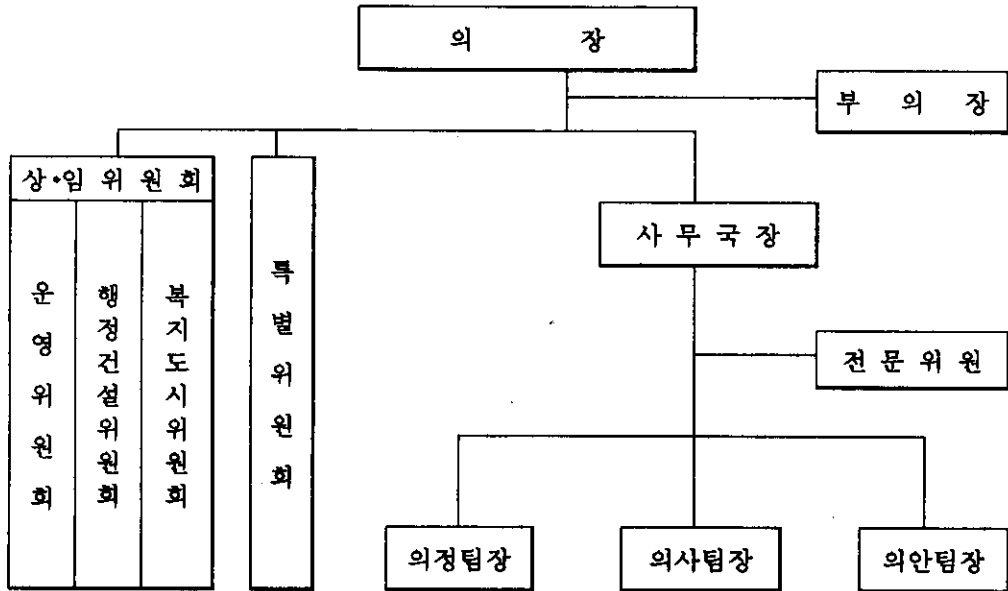 의 장
부 의 장
상·임 위 원 회
사 무 국 장
운영위원회
행정건설위원회
복지도시위원회
특별위원회
전 문 위 원
의정팀장
의사팀장
의안팀장